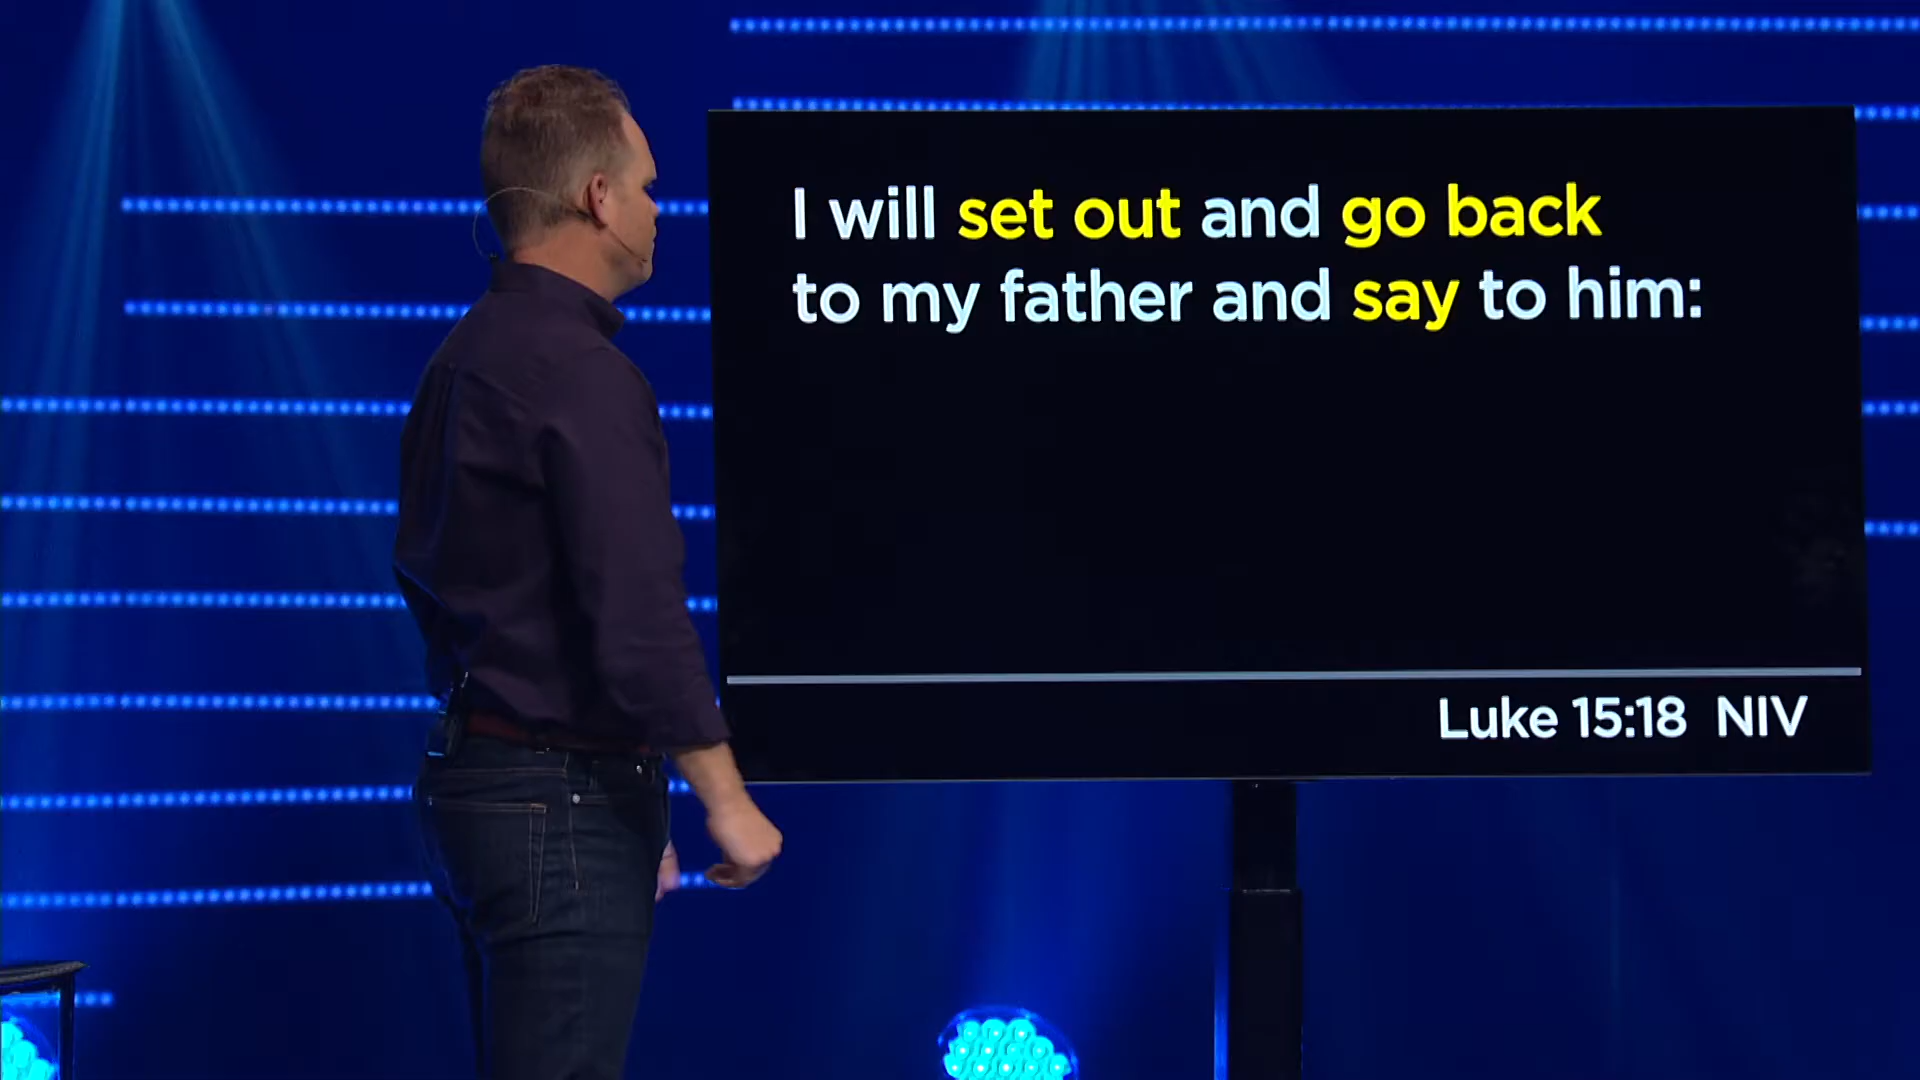 I will set out and go back
to my father and say to him:
Luke 15:18 NIV